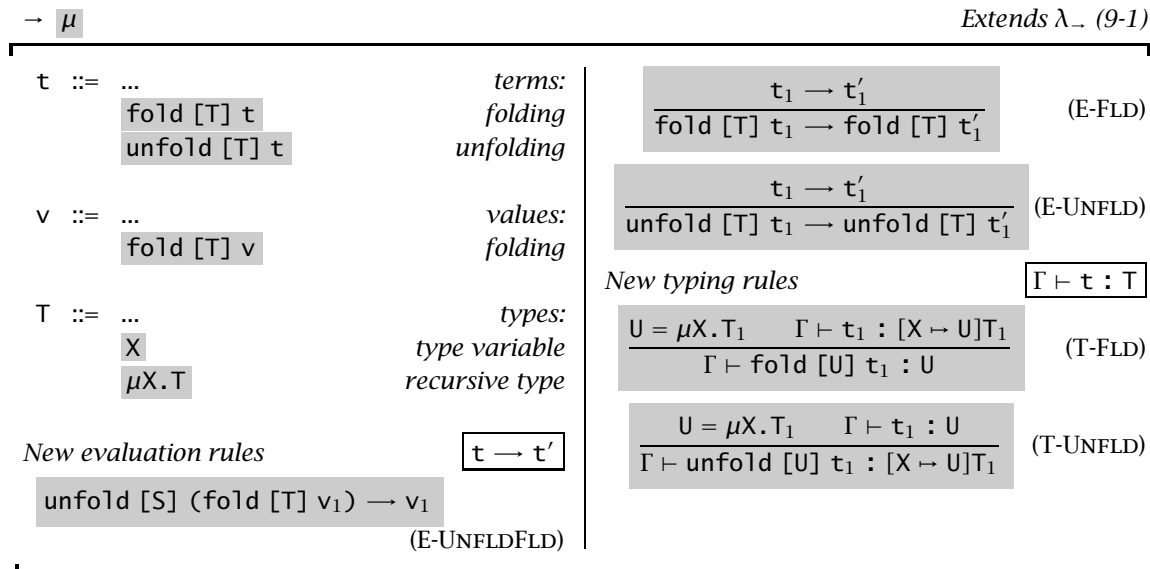 → μ Extends λ→ (9-1)
t ::= ... terms:
fold [T] t folding
unfold [T] t unfolding
v ::= ... values:
fold [T] v folding
T ::= ... types:
X type variable
μX.T recursive type
New evaluation rules t ⟶ t′
unfold [S] (fold [T] v₁) ⟶ v₁
(E-UNFLDFLD)
t₁ ⟶ t′₁
fold [T] t₁ ⟶ fold [T] t′₁ (E-FLD)
t₁ ⟶ t′₁
unfold [T] t₁ ⟶ unfold [T] t′₁ (E-UNFLD)
New typing rules Γ ⊢ t : T
U = μX.T₁ Γ ⊢ t₁ : [X ↦ U]T₁
Γ ⊢ fold [U] t₁ : U (T-FLD)
U = μX.T₁ Γ ⊢ t₁ : U
Γ ⊢ unfold [U] t₁ : [X ↦ U]T₁ (T-UNFLD)